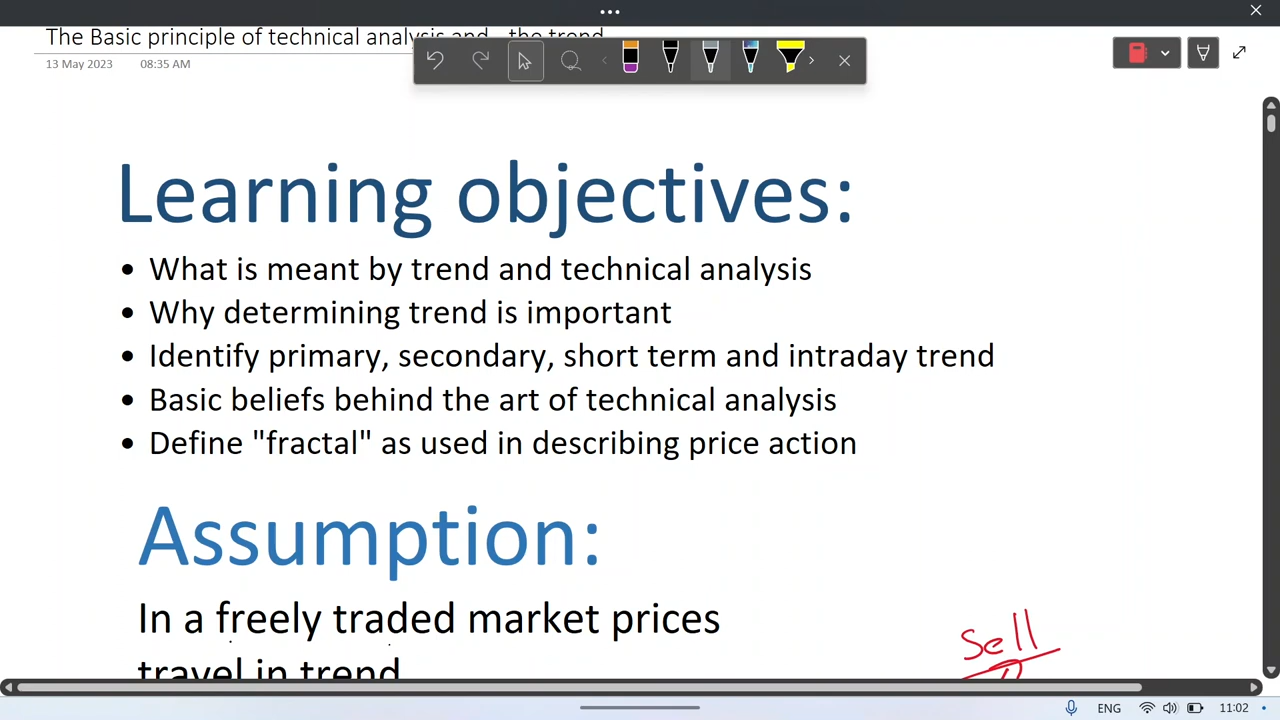 The Basic principle of technical analysis and the trend
13 May 2023 08:35 AM
Learning objectives:
• What is meant by trend and technical analysis
• Why determining trend is important
• Identify primary, secondary, short term and intraday trend
• Basic beliefs behind the art of technical analysis
• Define "fractal" as used in describing price action
Assumption:
In a freely traded market prices
travel in trend
Sell
ENG 11:02